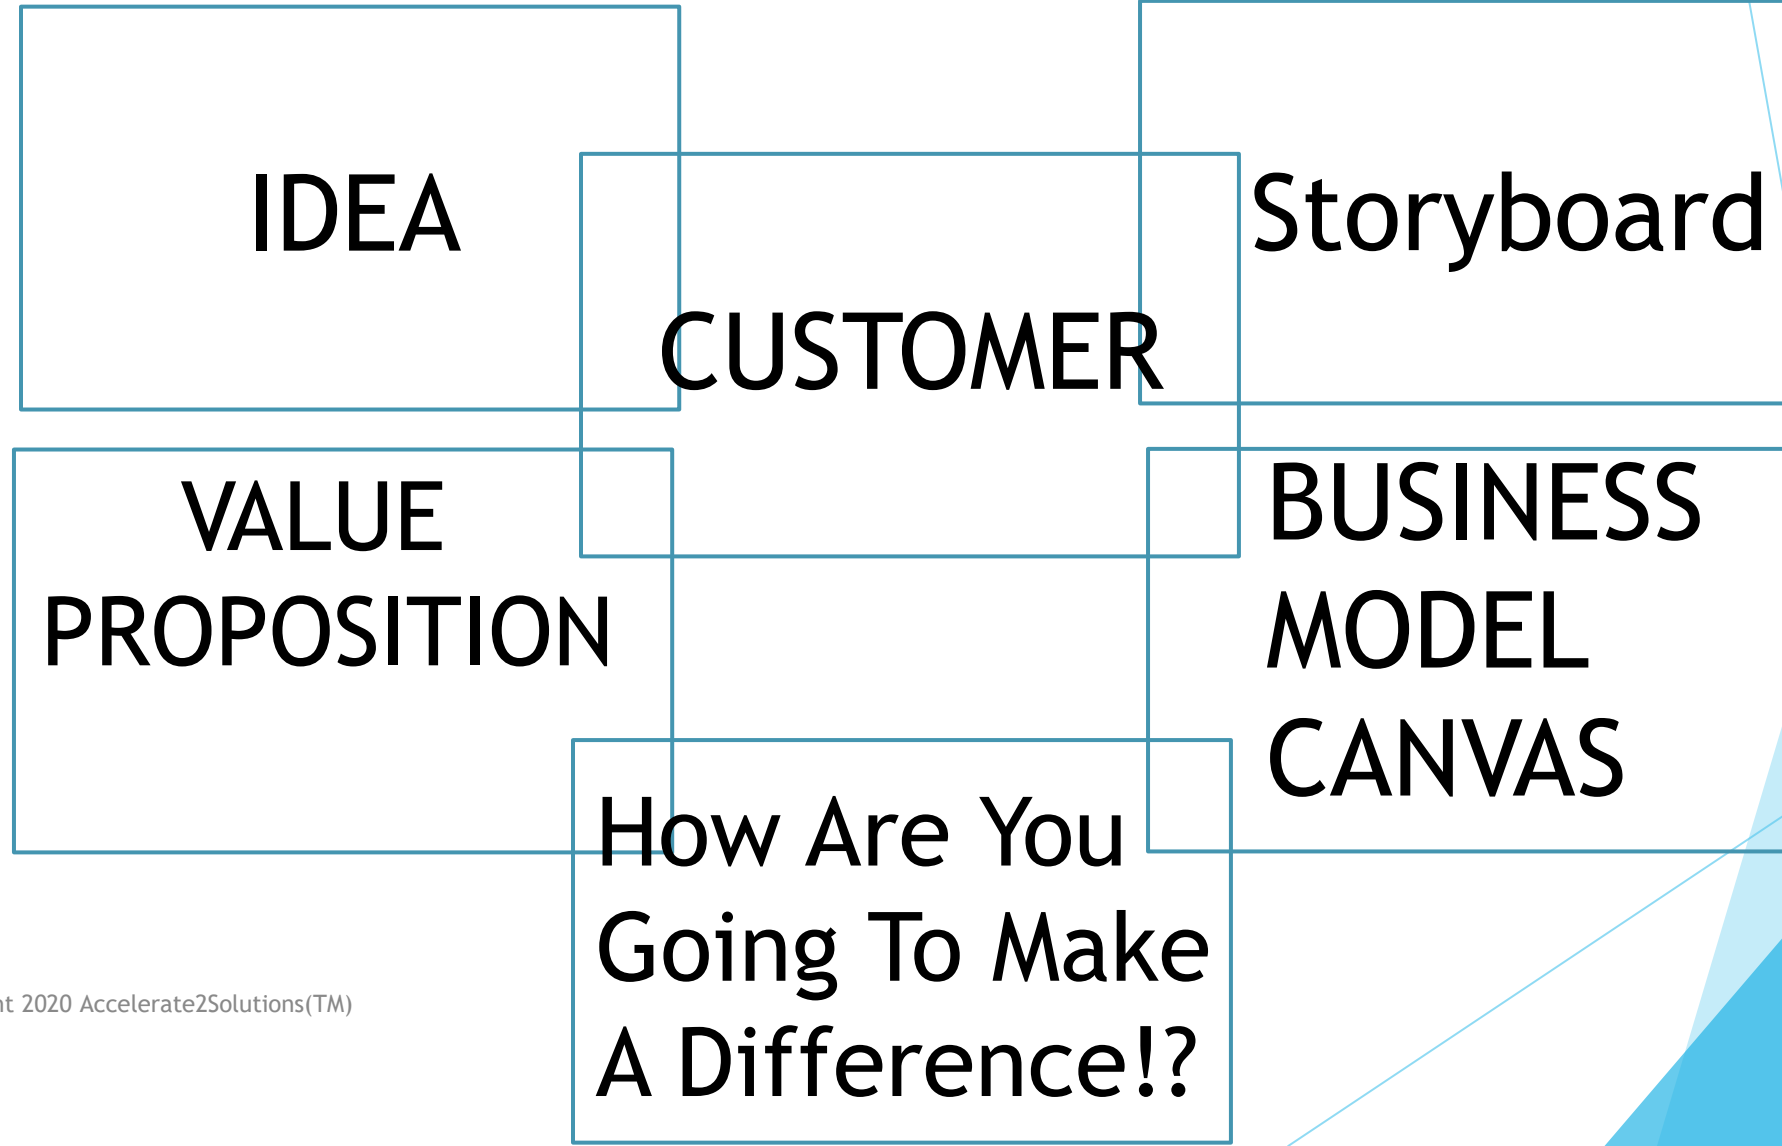 IDEA
Storyboard
CUSTOMER
VALUE
PROPOSITION
BUSINESS
MODEL
CANVAS
How Are You
Going To Make
A Difference!?
2020 Accelerate2Solutions(TM)